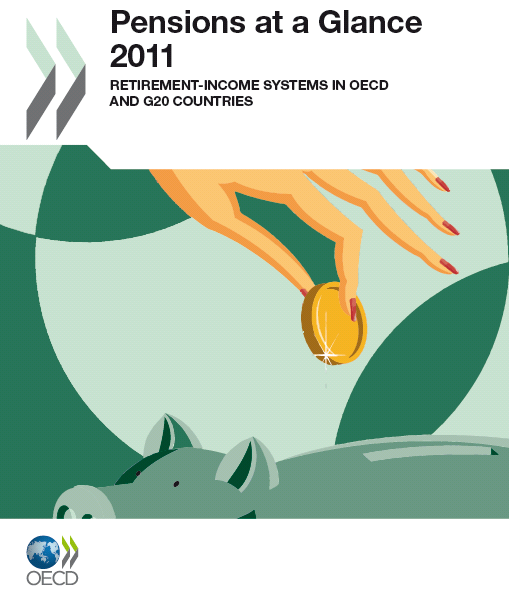 Pensions at a Glance
2011
RETIREMENT-INCOME SYSTEMS IN OECD
AND G20 COUNTRIES
OECD